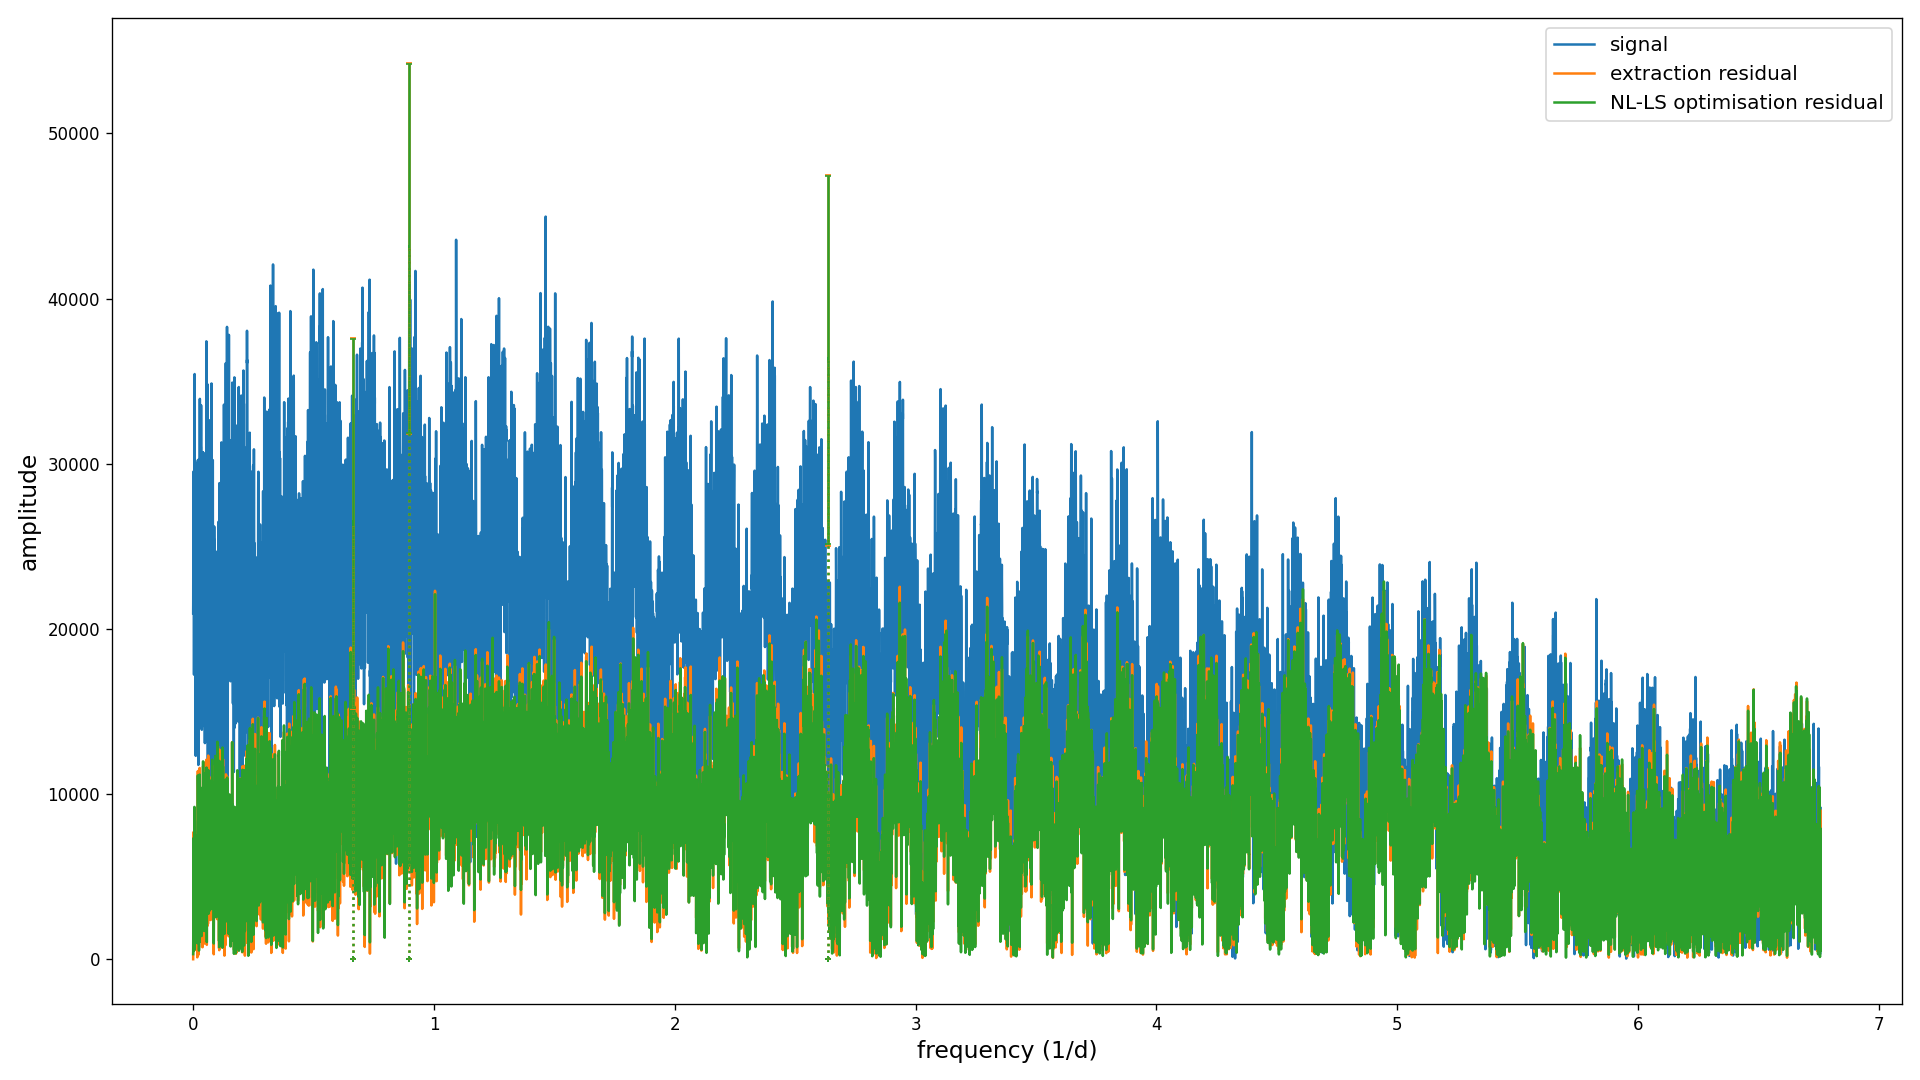 signal
extraction residual
NL-LS optimisation residual
amplitude
50000
40000
30000
20000
10000
0
0 1 2 3 4 5 6 7
frequency (1/d)